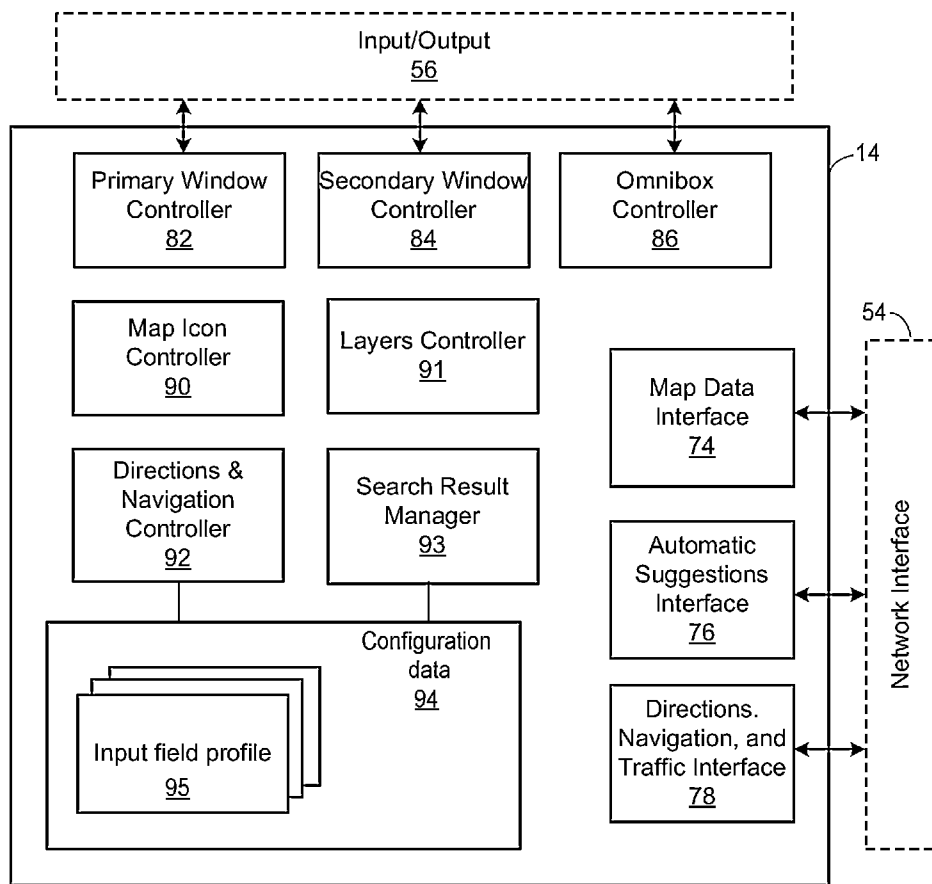 Input/Output
56
14
Primary Window
Controller
82
Secondary Window
Controller
84
Omnibox
Controller
86
Map Icon
Controller
90
Layers Controller
91
54
Map Data
Interface
74
Directions &
Navigation
Controller
92
Search Result
Manager
93
Automatic
Suggestions
Interface
76
Network Interface
Configuration
data
94
Input field profile
95
Directions.
Navigation, and
Traffic Interface
78